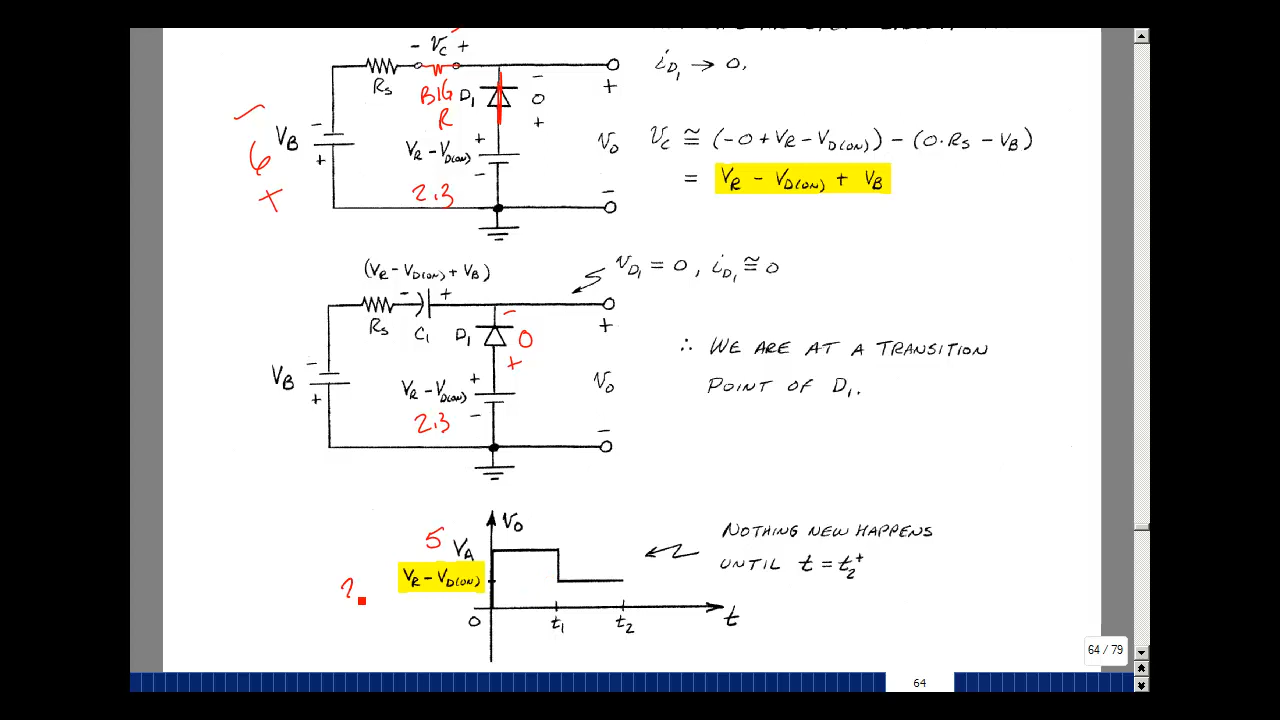 - VC +
RS
BIG
R
D1
-
0
+
+
iD1 → 0,
-
6
+
VB
-
+
VR - VD(ON)
+
-
2.3
VO
-
VC ≅ (-0 + VR - VD(ON)) - (0·RS - VB)
= VR - VD(ON) + VB
(VR - VD(ON) + VB)
VD1 = 0, iD1 ≅ 0
RS
- +
C1
D1
-
0
+
+
VB
-
+
VR - VD(ON)
+
-
2.3
VO
-
∴ WE ARE AT A TRANSITION
POINT OF D1.
VO
5
VA
VR - VD(ON)
2
0
t1
t2
t
NOTHING NEW HAPPENS
UNTIL t = t2+
64 / 79
64